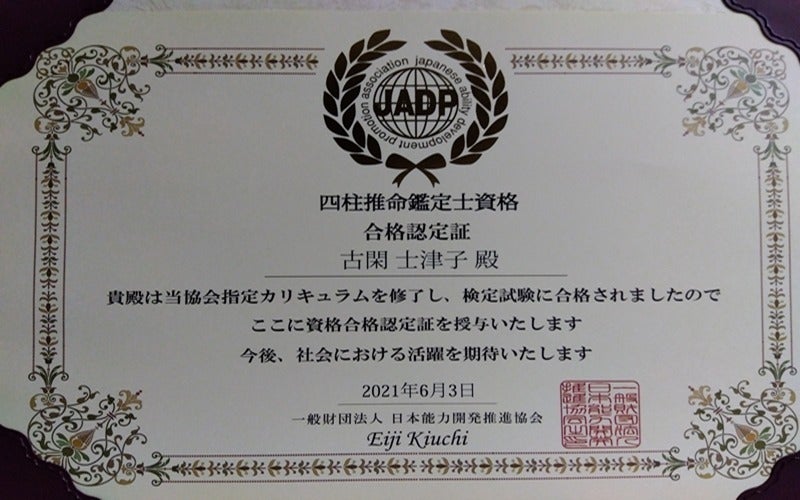 japanese ability development promotion association
JADP
四柱推命鑑定士資格
合格認定証
古閑 士津子 殿
貴殿は当協会指定カリキュラムを修了し、検定試験に合格されましたので
ここに資格合格認定証を授与いたします
今後、社会における活躍を期待いたします
2021年6月3日
一般財団法人 日本能力開発推進協会
Eiji Kiuchi